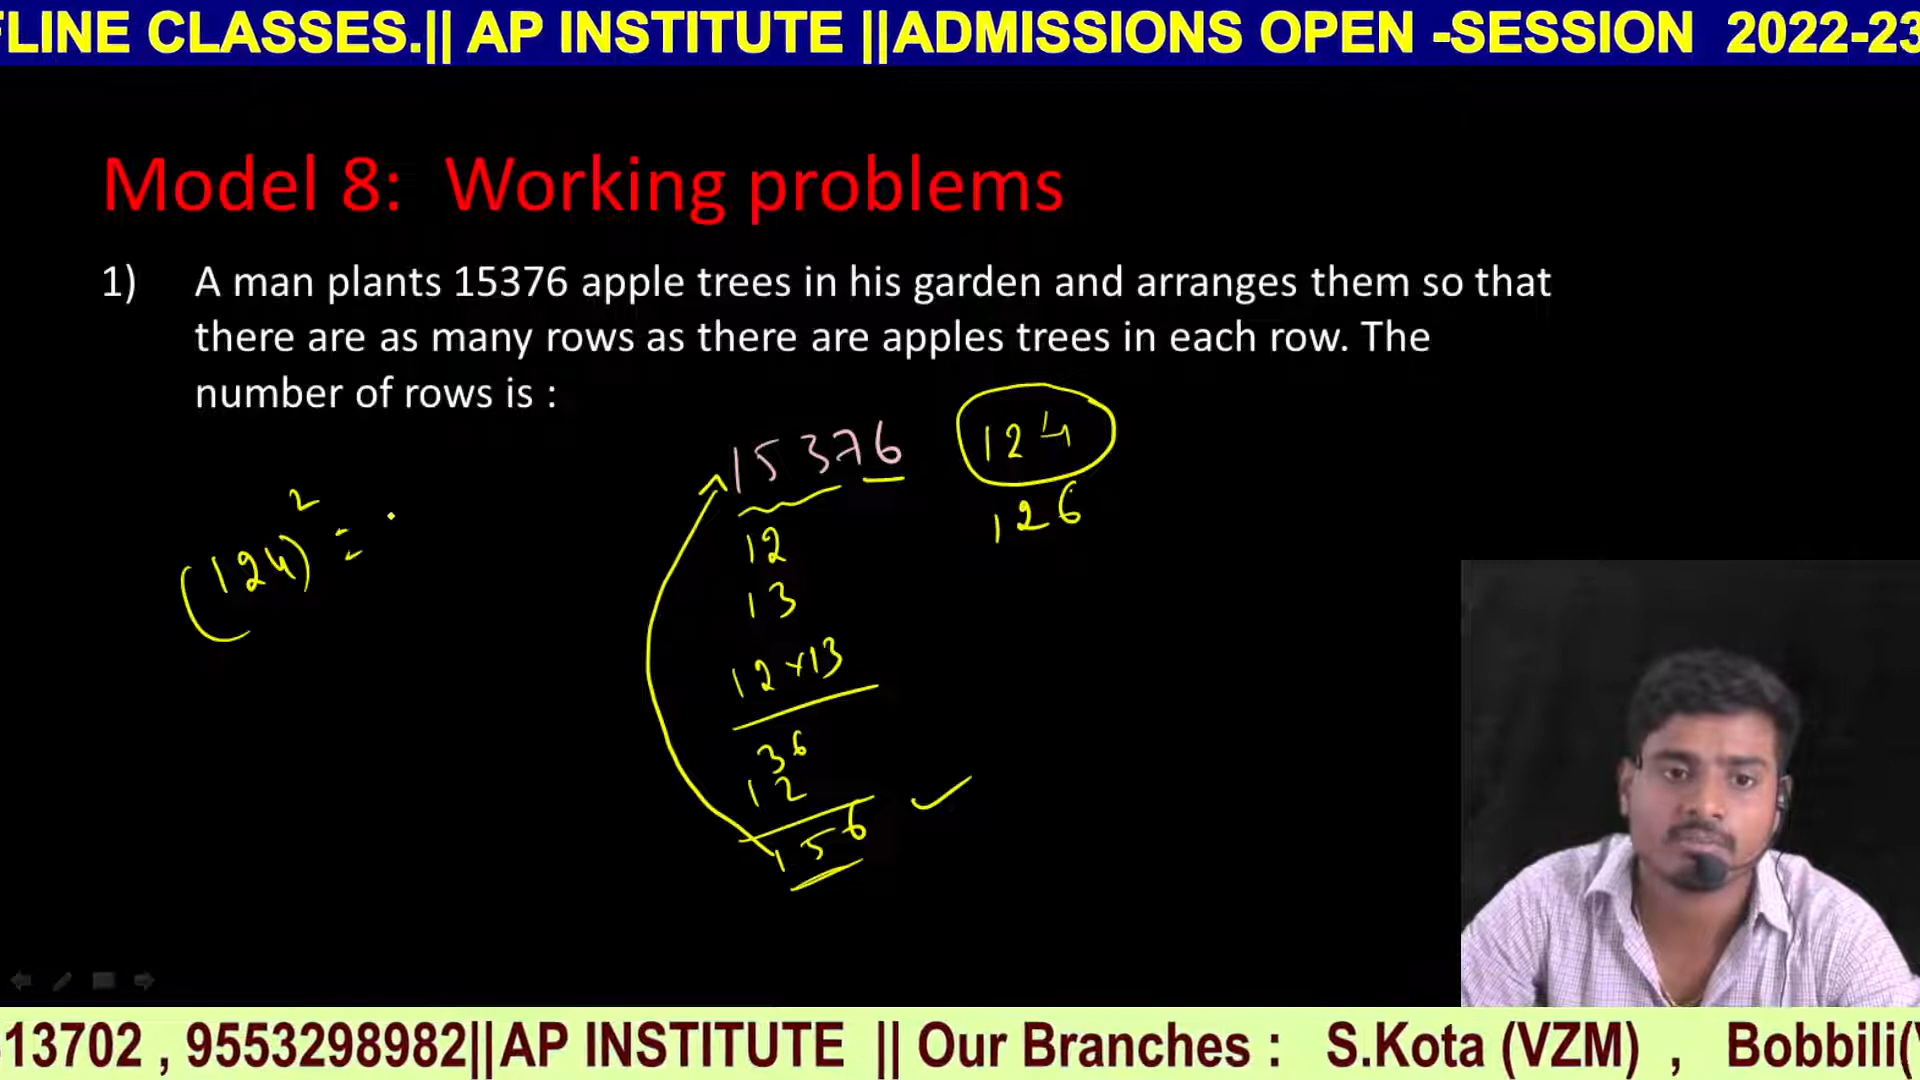 FLINE CLASSES.|| AP INSTITUTE ||ADMISSIONS OPEN -SESSION 2022-23
Model 8: Working problems
1) A man plants 15376 apple trees in his garden and arranges them so that
there are as many rows as there are apples trees in each row. The
number of rows is :
15376
124
126
(124)² =
12
13
12×13
36
12
156
13702 , 9553298982||AP INSTITUTE || Our Branches : S.Kota (VZM) , Bobbili(